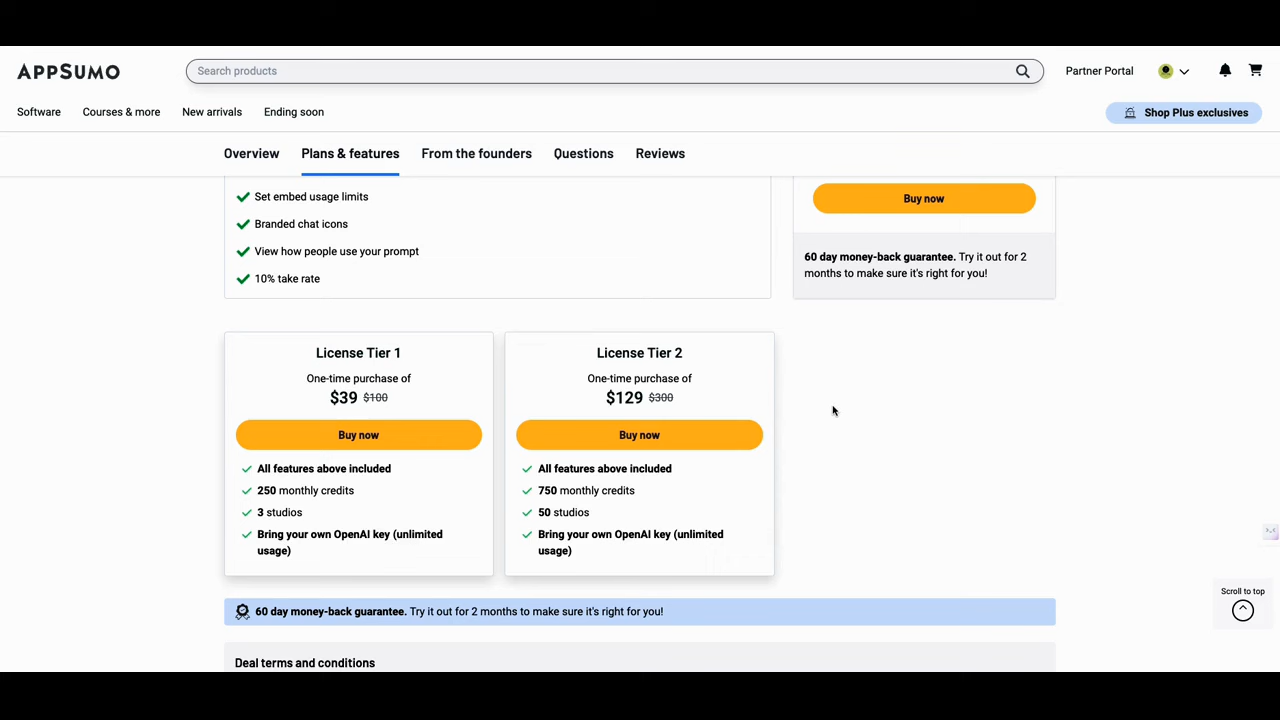 APPSUMO
Search products
Partner Portal
Software
Courses & more
New arrivals
Ending soon
Shop Plus exclusives
Overview
Plans & features
From the founders
Questions
Reviews
Set embed usage limits
Branded chat icons
View how people use your prompt
10% take rate
Buy now
60 day money-back guarantee. Try it out for 2
months to make sure it's right for you!
License Tier 1
One-time purchase of
$39 $100
Buy now
All features above included
250 monthly credits
3 studios
Bring your own OpenAI key (unlimited
usage)
License Tier 2
One-time purchase of
$129 $300
Buy now
All features above included
750 monthly credits
50 studios
Bring your own OpenAI key (unlimited
usage)
60 day money-back guarantee. Try it out for 2 months to make sure it's right for you!
Scroll to top
Deal terms and conditions